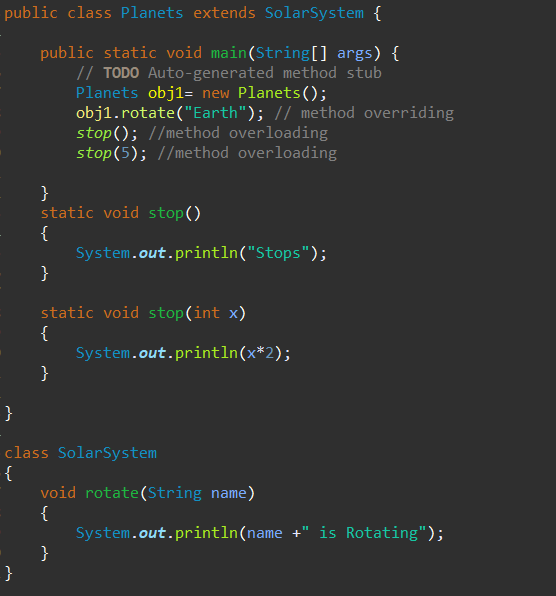 public class Planets extends SolarSystem {
public static void main(String[] args) {
// TODO Auto-generated method stub
Planets obj1= new Planets();
obj1.rotate("Earth"); // method overriding
stop(); //method overloading
stop(5); //method overloading
}
static void stop()
{
System.out.println("Stops");
}
static void stop(int x)
{
System.out.println(x*2);
}
}
class SolarSystem
{
void rotate(String name)
{
System.out.println(name +" is Rotating");
}
}